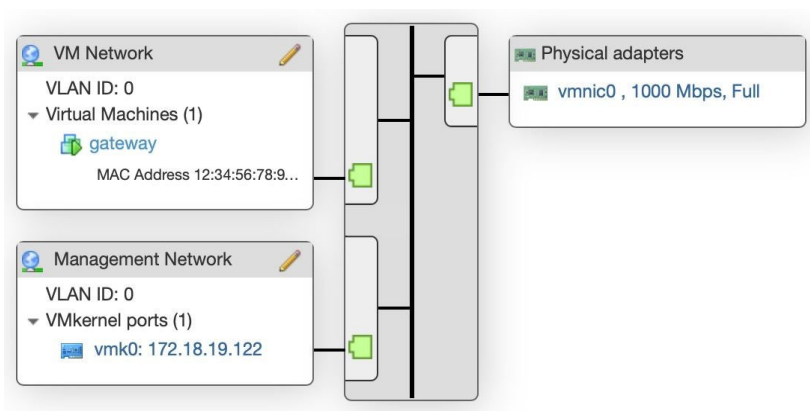 VM Network
VLAN ID: 0
Virtual Machines (1)
gateway
MAC Address 12:34:56:78:9...
Management Network
VLAN ID: 0
VMkernel ports (1)
vmk0: 172.18.19.122
Physical adapters
vmnic0 , 1000 Mbps, Full